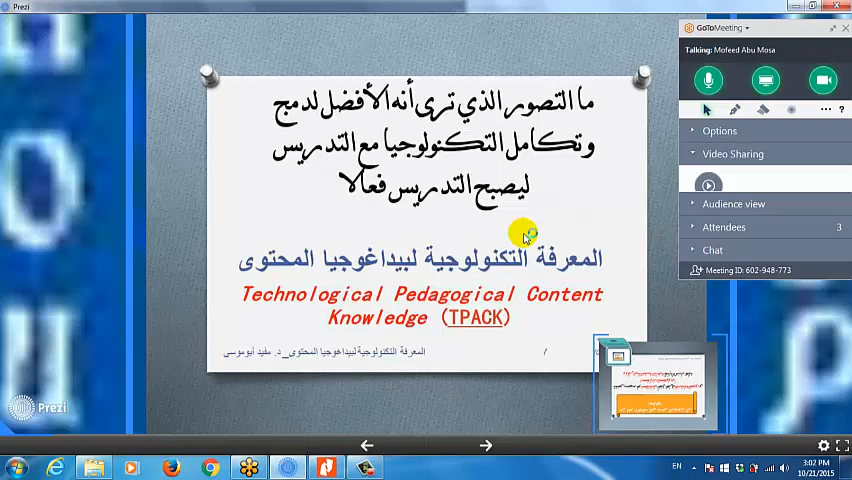 Prezi
GoToMeeting
Talking: Mofeed Abu Mosa
Options
Video Sharing
Audience view
Attendees 3
Chat
Meeting ID: 602-948-773
ما التصور الذي ترى أنه الأفضل لدمج
وتكامل التكنولوجيا مع التدريس
ليصبح التدريس فعالا
المعرفة التكنولوجية لبيداغوجيا المحتوى
Technological Pedagogical Content
Knowledge (TPACK)
المعرفة التكنولوجية لبيداغوجيا المحتوى_د. مفيد أبوموسى
/
Prezi
EN
3:02 PM
10/21/2015